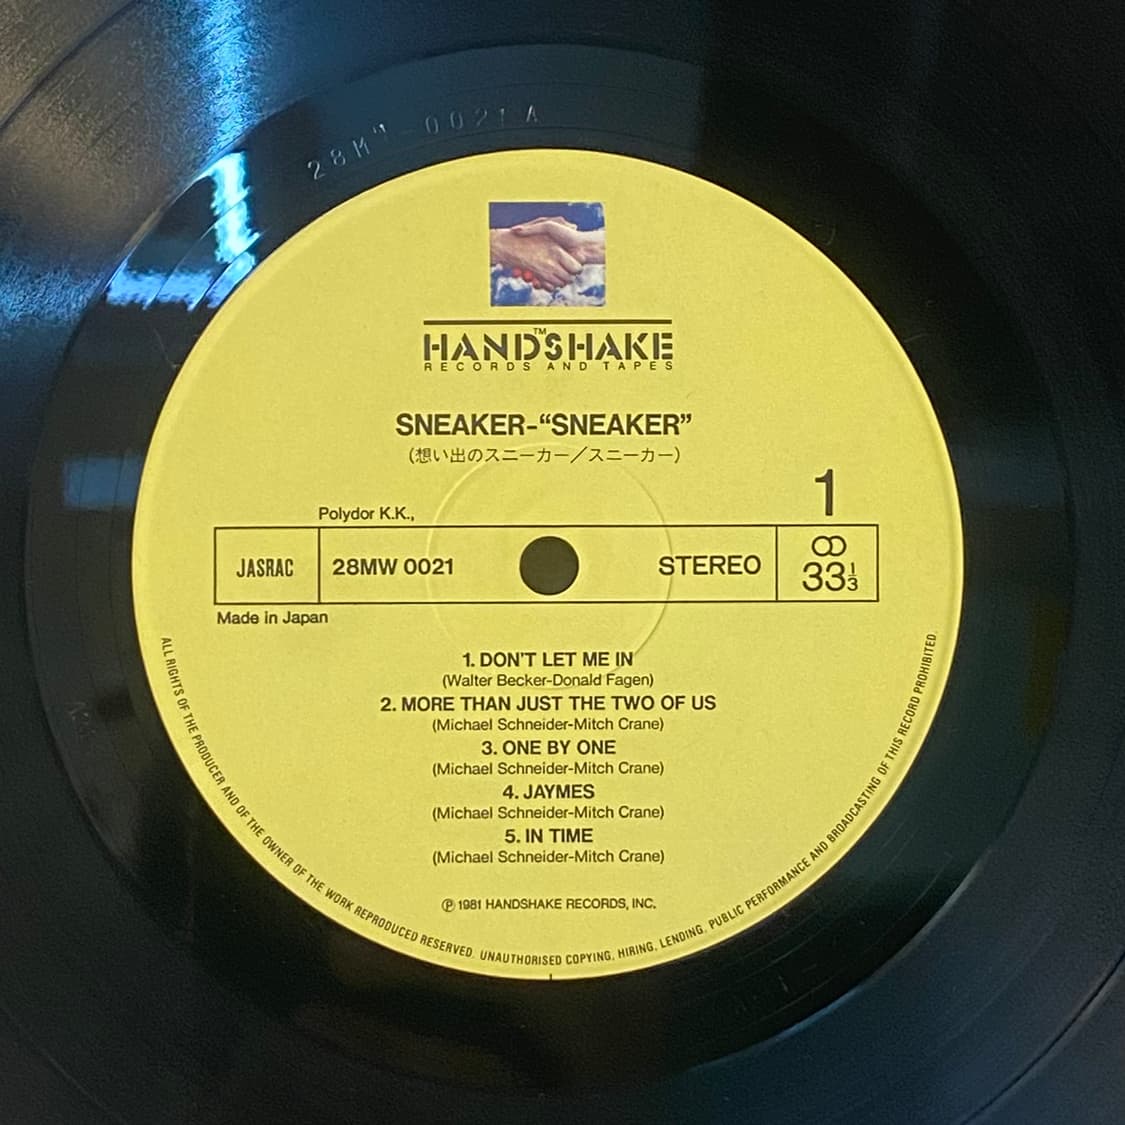 28MW-0021A
HANDSHAKE™
RECORDS AND TAPES
SNEAKER-“SNEAKER”
(想い出のスニーカー/スニーカー)
1
Polydor K.K.,
JASRAC
28MW 0021
STEREO
33 1/3
Made in Japan
1. DON'T LET ME IN
(Walter Becker-Donald Fagen)
2. MORE THAN JUST THE TWO OF US
(Michael Schneider-Mitch Crane)
3. ONE BY ONE
(Michael Schneider-Mitch Crane)
4. JAYMES
(Michael Schneider-Mitch Crane)
5. IN TIME
(Michael Schneider-Mitch Crane)
℗ 1981 HANDSHAKE RECORDS, INC.
ALL RIGHTS OF THE PRODUCER AND OF THE OWNER OF THE WORK REPRODUCED RESERVED. UNAUTHORISED COPYING, HIRING, LENDING, PUBLIC PERFORMANCE AND BROADCASTING OF THIS RECORD PROHIBITED.